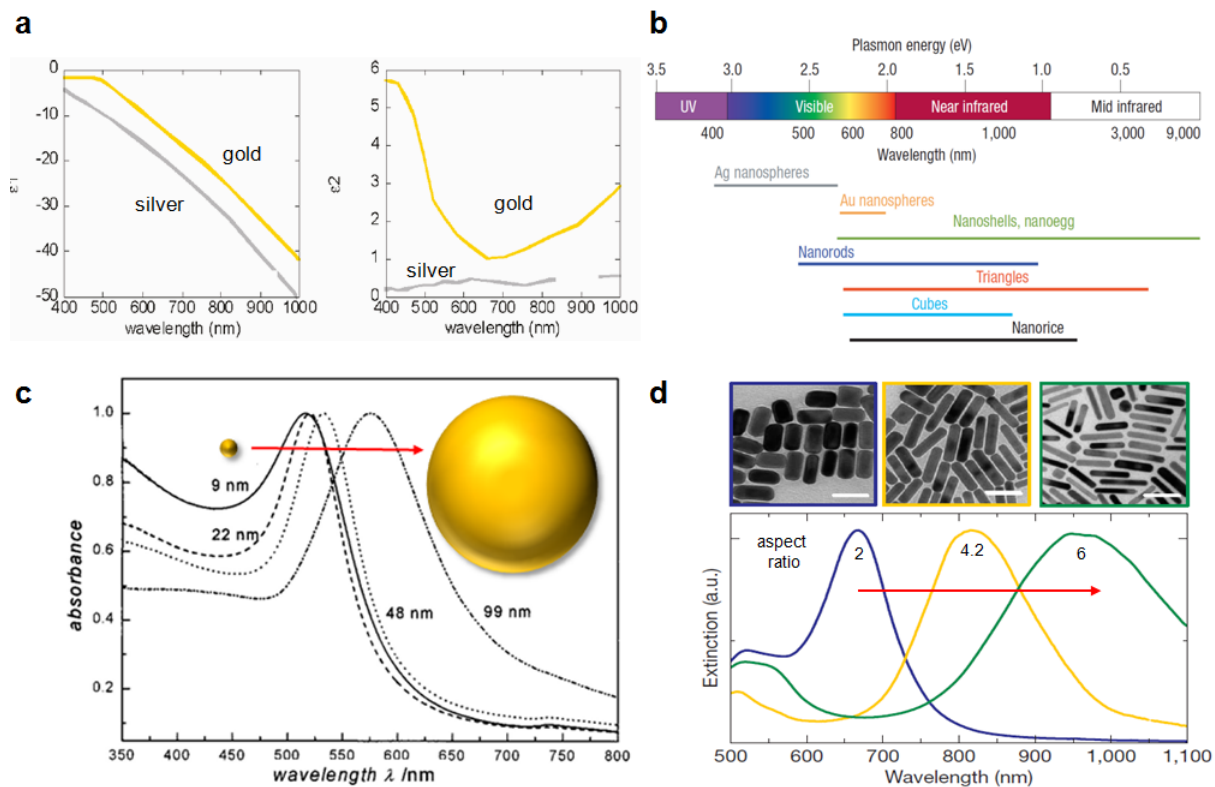 a
0
-10
-20
-30
-40
-50
ε1
gold
silver
400 500 600 700 800 900 1000
wavelength (nm)
6
5
4
3
2
1
0
ε2
gold
silver
400 500 600 700 800 900 1000
wavelength (nm)
b
Plasmon energy (eV)
3.5 3.0 2.5 2.0 1.5 1.0 0.5
UV Visible Near infrared Mid infrared
400 500 600 800 1,000 3,000 9,000
Wavelength (nm)
Ag nanospheres
Au nanospheres
Nanoshells, nanoegg
Nanorods
Triangles
Cubes
Nanorice
c
1.0
0.8
0.6
0.4
0.2
absorbance
9 nm
22 nm
48 nm
99 nm
350 400 450 500 550 600 650 700 750 800
wavelength λ /nm
d
aspect
ratio
2
4.2
6
Extinction (a.u.)
500 600 700 800 900 1,000 1,100
Wavelength (nm)